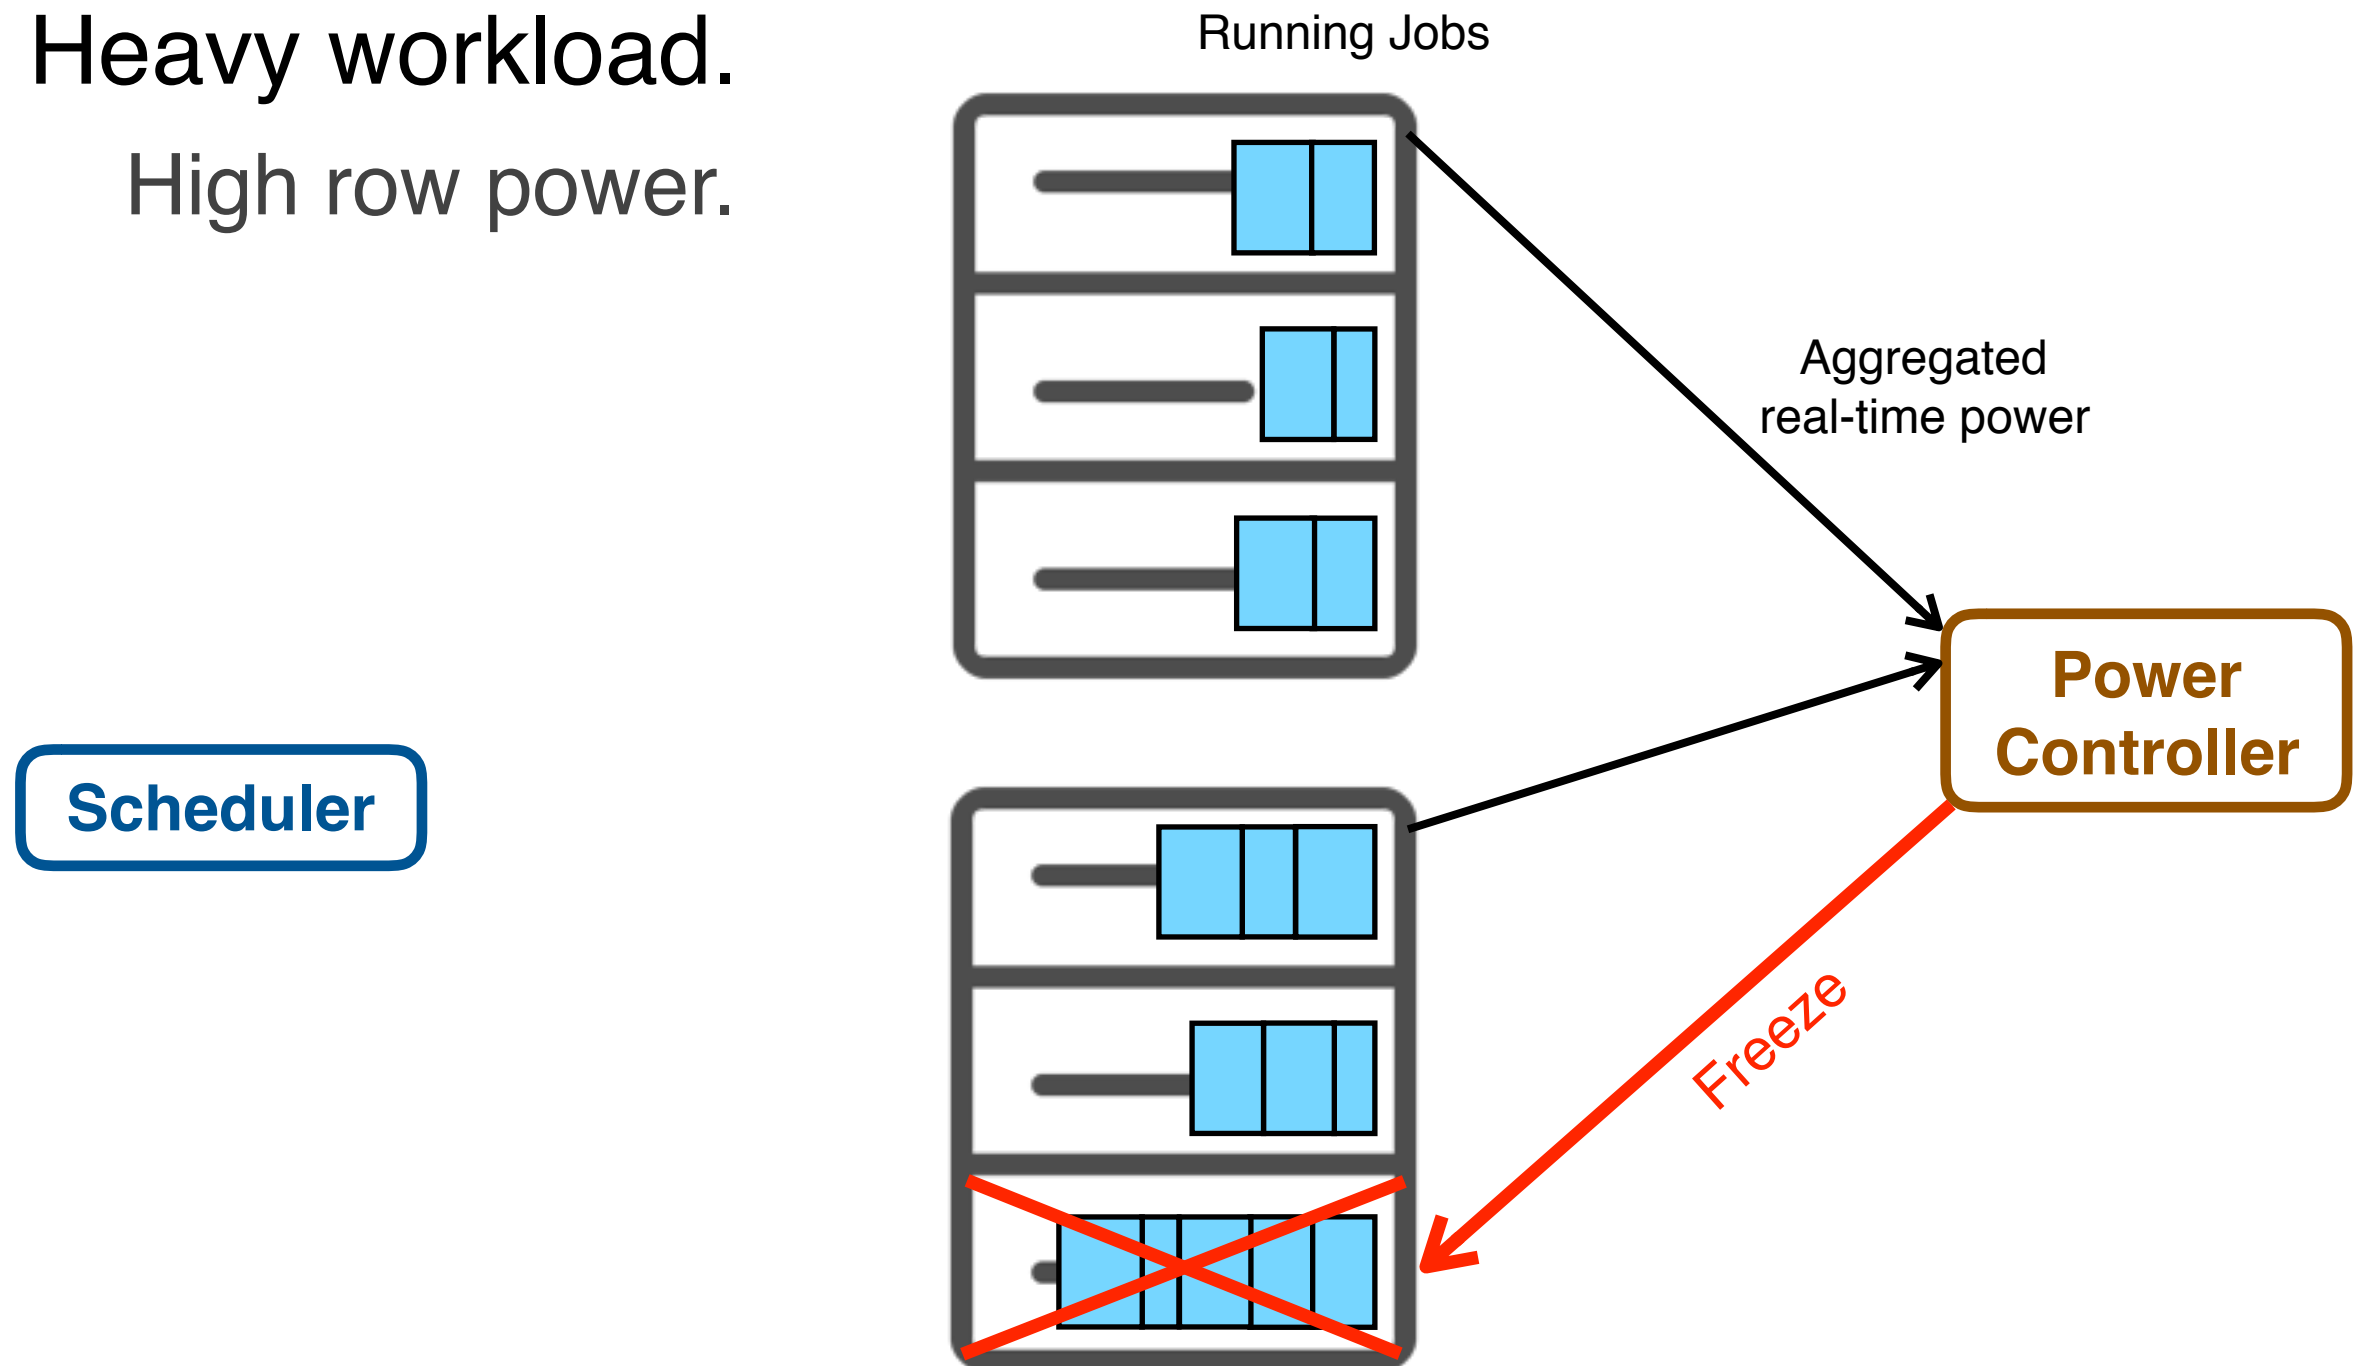 Heavy workload.
High row power.
Running Jobs
Aggregated
real-time power
Power
Controller
Scheduler
Freeze